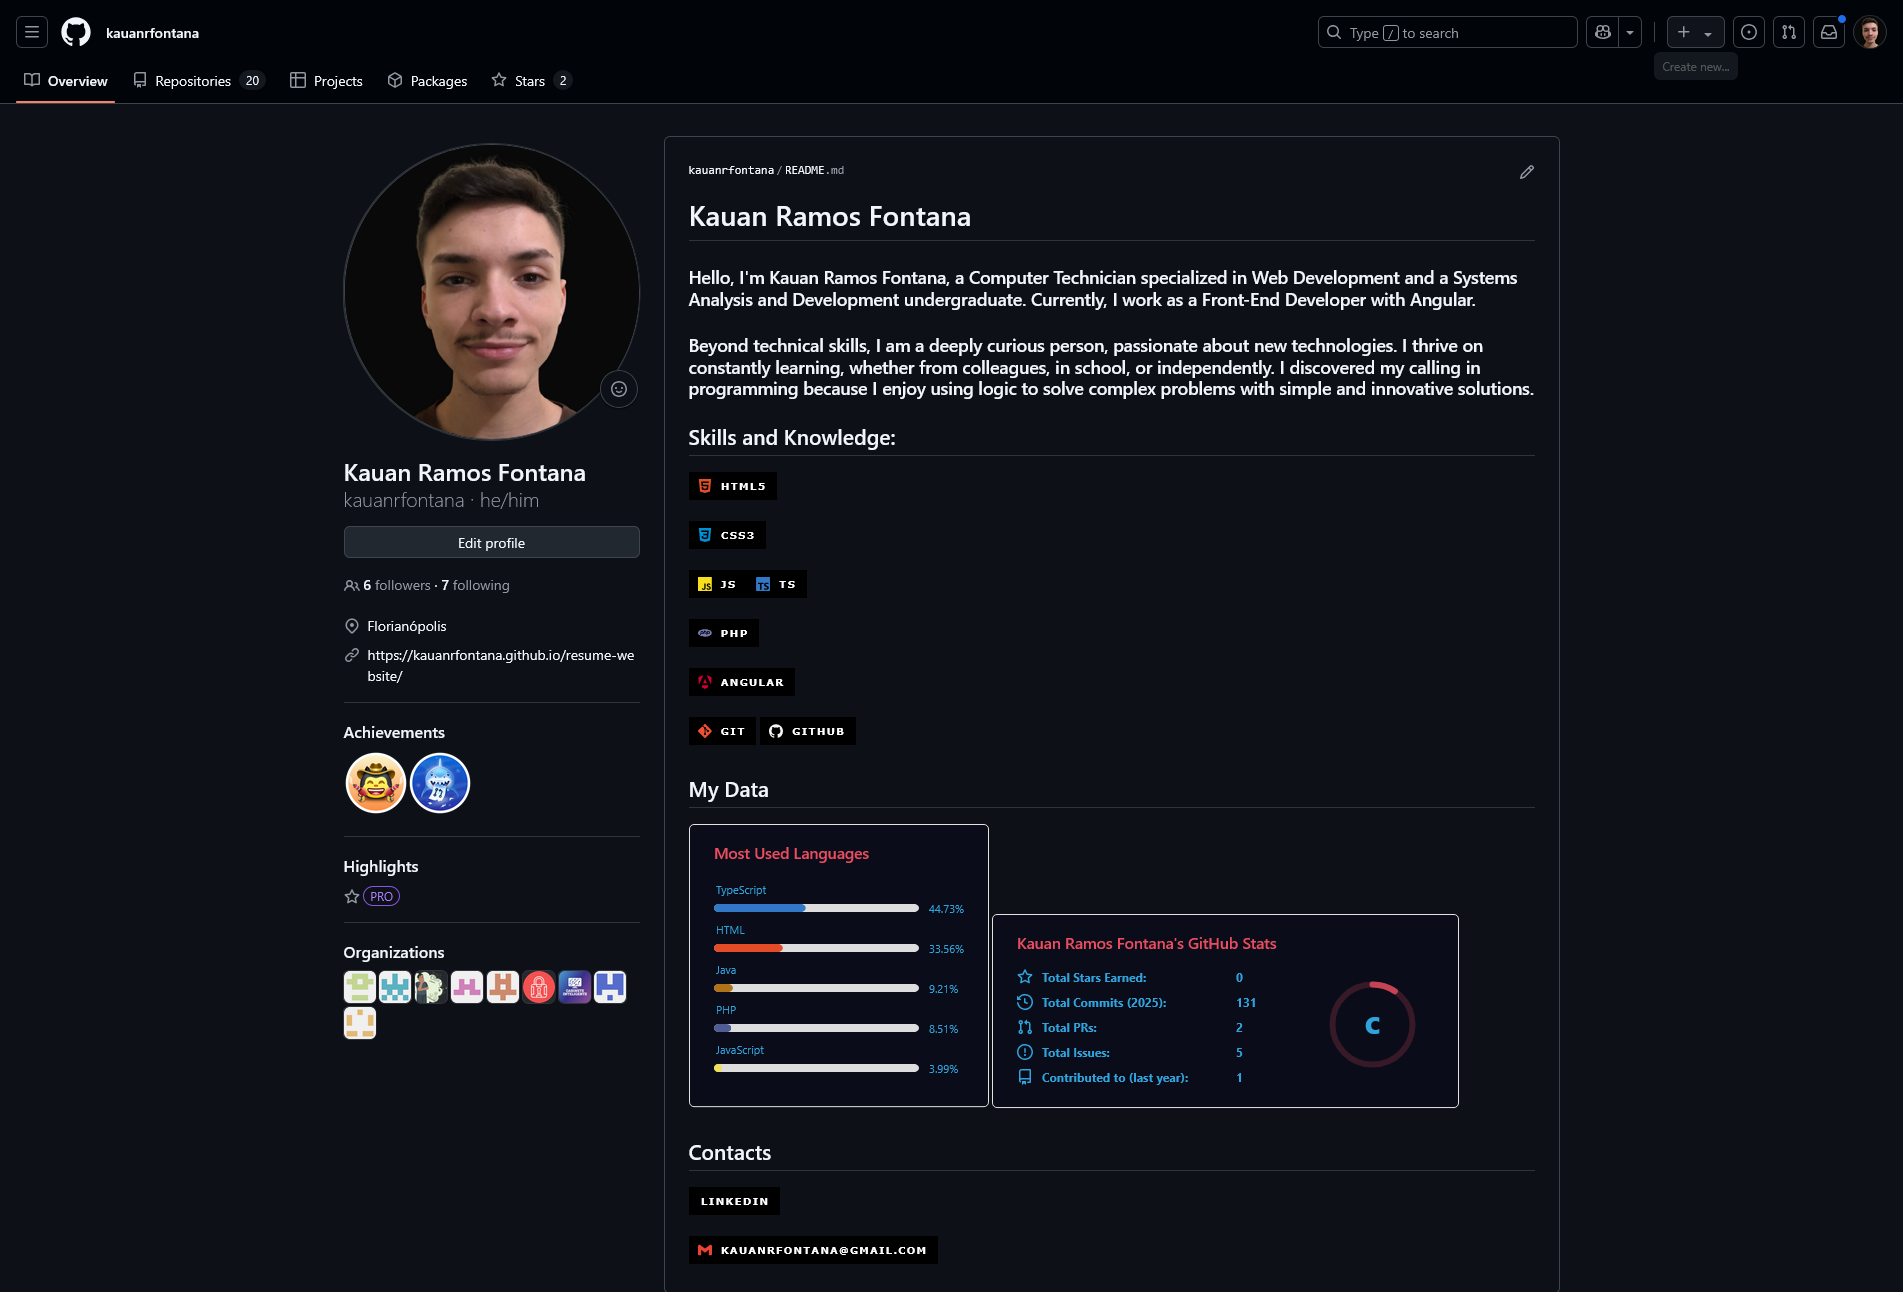 kauanrfontana
Type / to search
Create new...
Overview
Repositories 20
Projects
Packages
Stars 2
Kauan Ramos Fontana
kauanrfontana · he/him
Edit profile
6 followers · 7 following
Florianópolis
https://kauanrfontana.github.io/resume-we
bsite/
Achievements
Highlights
PRO
Organizations
kauanrfontana / README.md
Kauan Ramos Fontana
Hello, I'm Kauan Ramos Fontana, a Computer Technician specialized in Web Development and a Systems
Analysis and Development undergraduate. Currently, I work as a Front-End Developer with Angular.
Beyond technical skills, I am a deeply curious person, passionate about new technologies. I thrive on
constantly learning, whether from colleagues, in school, or independently. I discovered my calling in
programming because I enjoy using logic to solve complex problems with simple and innovative solutions.
Skills and Knowledge:
HTML5
CSS3
JS JS TS TS
php PHP
ANGULAR
GIT GITHUB
My Data
Most Used Languages
TypeScript
44.73%
HTML
33.56%
Java
9.21%
PHP
8.51%
JavaScript
3.99%
Kauan Ramos Fontana's GitHub Stats
Total Stars Earned: 0
Total Commits (2025): 131
Total PRs: 2
Total Issues: 5
Contributed to (last year): 1
C
Contacts
LINKEDIN
KAUANRFONTANA@GMAIL.COM